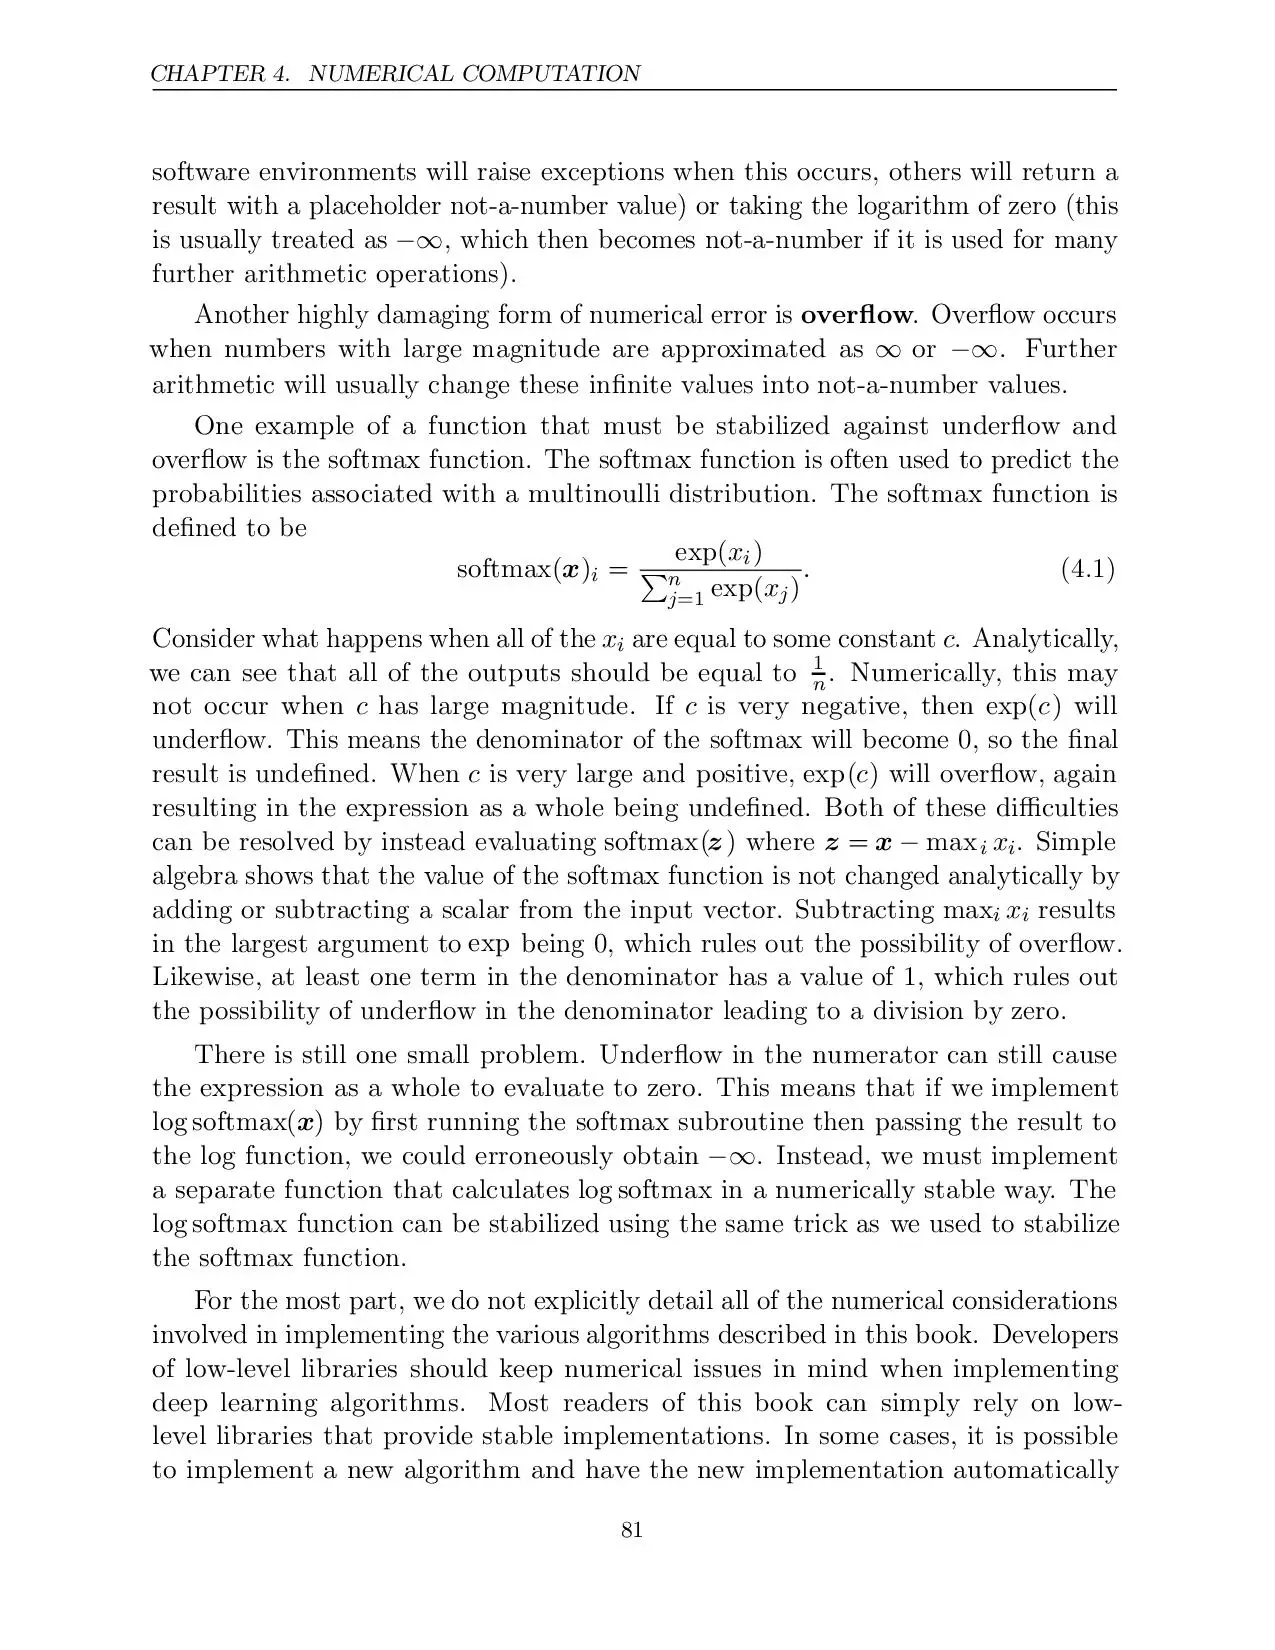 CHAPTER 4. NUMERICAL COMPUTATION
software environments will raise exceptions when this occurs, others will return a
result with a placeholder not-a-number value) or taking the logarithm of zero (this
is usually treated as −∞, which then becomes not-a-number if it is used for many
further arithmetic operations).
Another highly damaging form of numerical error is overflow. Overflow occurs
when numbers with large magnitude are approximated as ∞ or −∞. Further
arithmetic will usually change these infinite values into not-a-number values.
One example of a function that must be stabilized against underflow and
overflow is the softmax function. The softmax function is often used to predict the
probabilities associated with a multinoulli distribution. The softmax function is
defined to be
softmax(x)_i = exp(x_i) / ∑_{j=1}^n exp(x_j). (4.1)
Consider what happens when all of the x_i are equal to some constant c. Analytically,
we can see that all of the outputs should be equal to 1/n. Numerically, this may
not occur when c has large magnitude. If c is very negative, then exp(c) will
underflow. This means the denominator of the softmax will become 0, so the final
result is undefined. When c is very large and positive, exp(c) will overflow, again
resulting in the expression as a whole being undefined. Both of these difficulties
can be resolved by instead evaluating softmax(z) where z = x − max_i x_i. Simple
algebra shows that the value of the softmax function is not changed analytically by
adding or subtracting a scalar from the input vector. Subtracting max_i x_i results
in the largest argument to exp being 0, which rules out the possibility of overflow.
Likewise, at least one term in the denominator has a value of 1, which rules out
the possibility of underflow in the denominator leading to a division by zero.
There is still one small problem. Underflow in the numerator can still cause
the expression as a whole to evaluate to zero. This means that if we implement
log softmax(x) by first running the softmax subroutine then passing the result to
the log function, we could erroneously obtain −∞. Instead, we must implement
a separate function that calculates log softmax in a numerically stable way. The
log softmax function can be stabilized using the same trick as we used to stabilize
the softmax function.
For the most part, we do not explicitly detail all of the numerical considerations
involved in implementing the various algorithms described in this book. Developers
of low-level libraries should keep numerical issues in mind when implementing
deep learning algorithms. Most readers of this book can simply rely on low-
level libraries that provide stable implementations. In some cases, it is possible
to implement a new algorithm and have the new implementation automatically
81